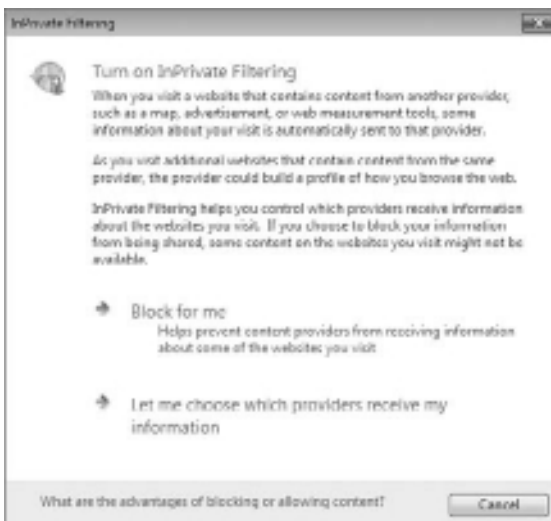 InPrivate Filtering
Turn on InPrivate Filtering
When you visit a website that contains content from another provider,
such as a map, advertisement, or web measurement tools, some
information about your visit is automatically sent to that provider.
As you visit additional websites that contain content from the same
provider, the provider could build a profile of how you browse the web.
InPrivate Filtering helps you control which providers receive information
about the websites you visit. If you choose to block your information
from being shared, some content on the websites you visit might not be
available.
Block for me
Helps prevent content providers from receiving information
about some of the websites you visit
Let me choose which providers receive my
information
What are the advantages of blocking or allowing content?
Cancel